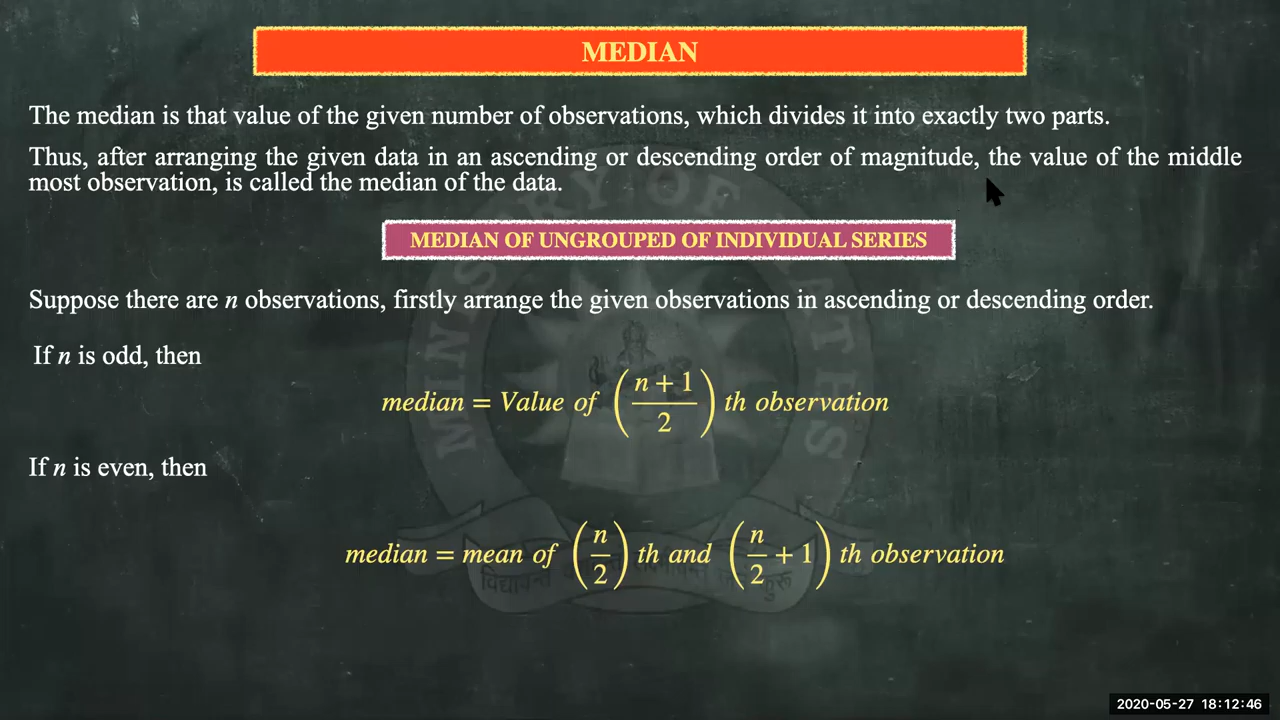 MEDIAN
The median is that value of the given number of observations, which divides it into exactly two parts.
Thus, after arranging the given data in an ascending or descending order of magnitude, the value of the middle
most observation, is called the median of the data.
MEDIAN OF UNGROUPED OF INDIVIDUAL SERIES
Suppose there are n observations, firstly arrange the given observations in ascending or descending order.
If n is odd, then
median = Value of ( (n + 1) / 2 ) th observation
If n is even, then
median = mean of ( n / 2 ) th and ( n / 2 + 1 ) th observation
2020-05-27 18:12:46